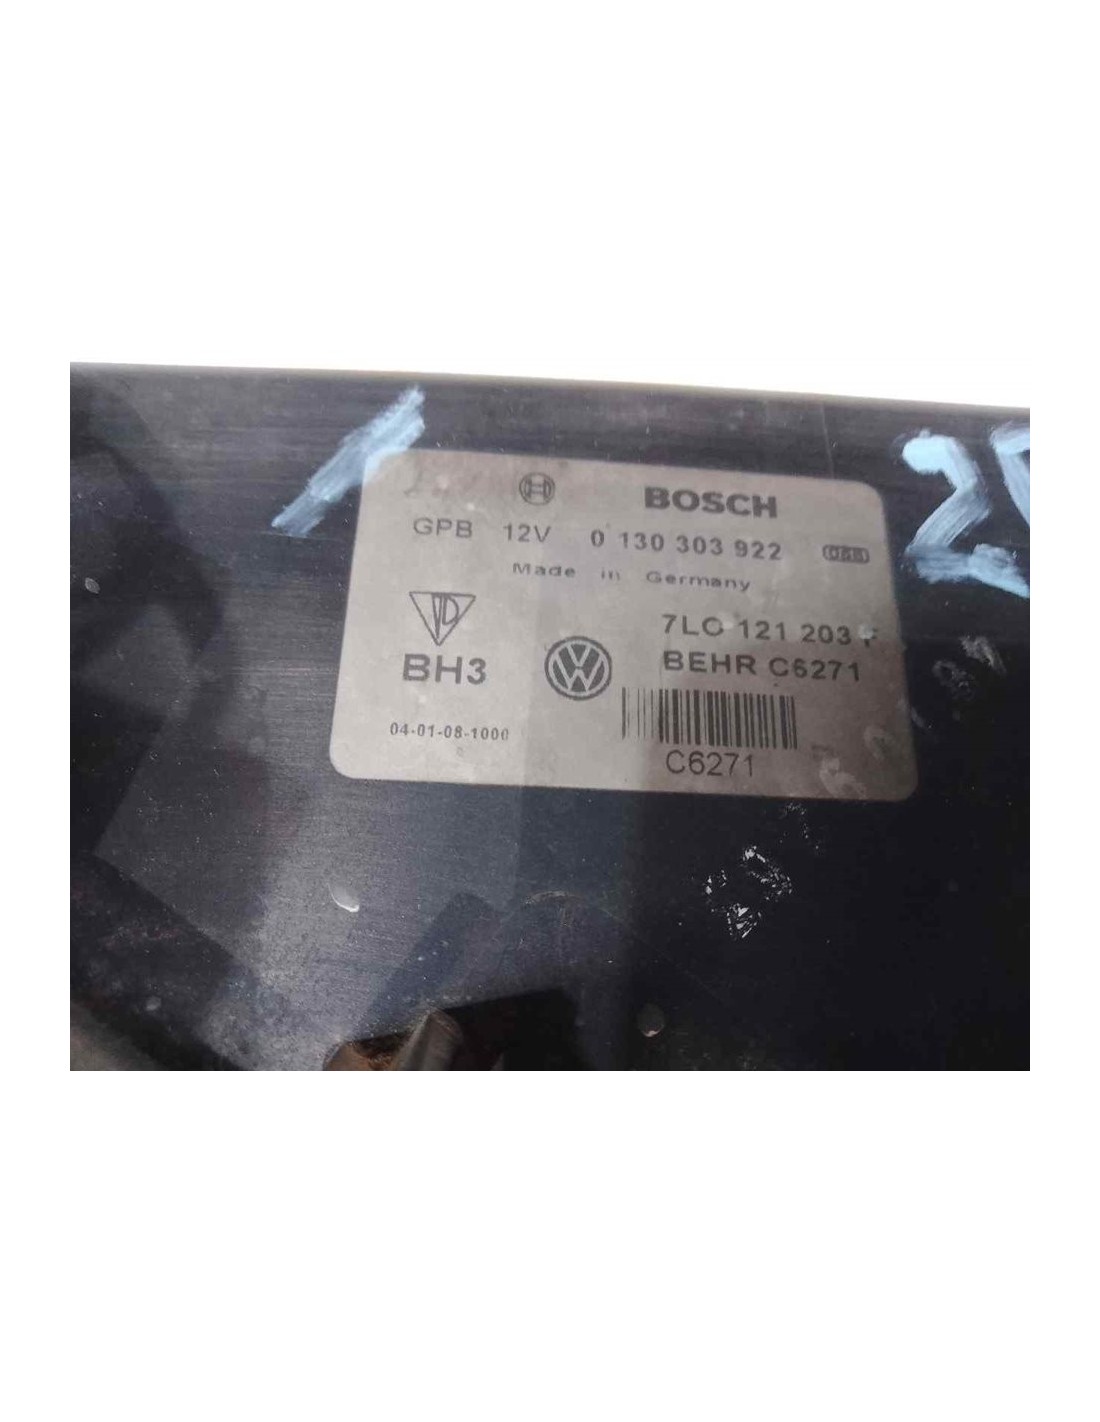 BOSCH
GPB 12V 0 130 303 922
Made in Germany
7L0 121 203 F
BH3
BEHR C6271
04-01-08-1000
C6271